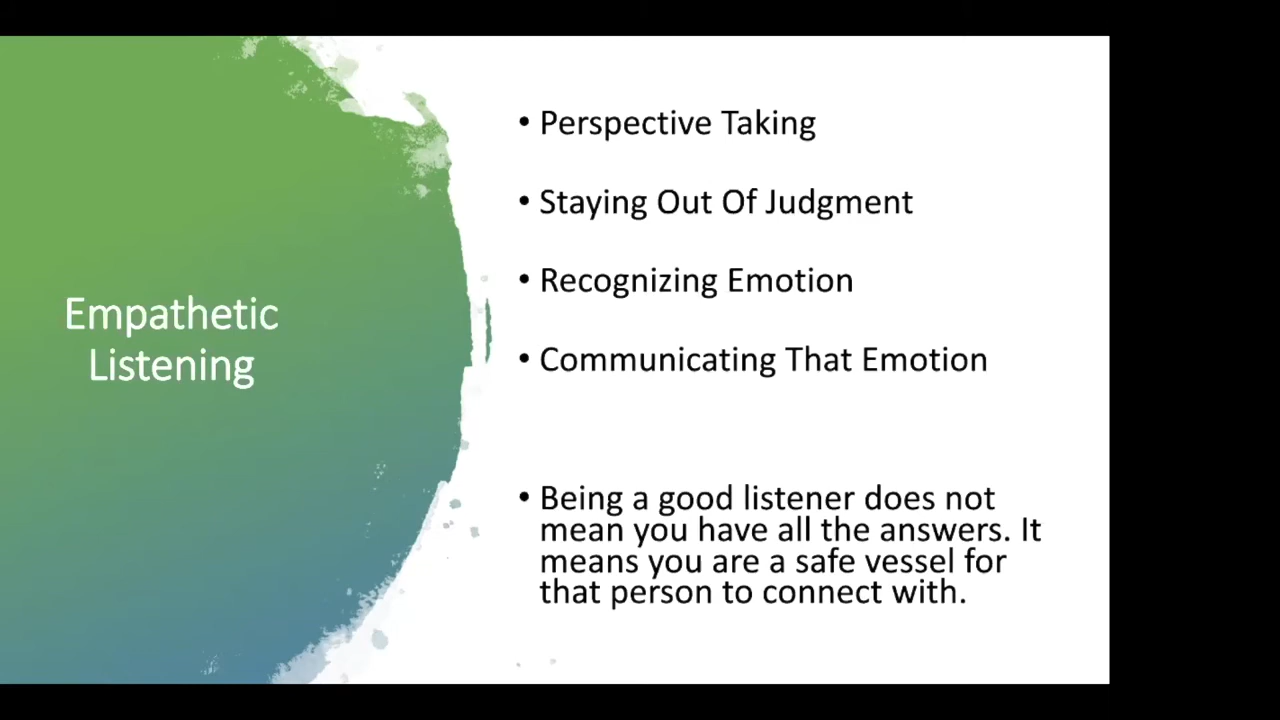 Empathetic
Listening
• Perspective Taking
• Staying Out Of Judgment
• Recognizing Emotion
• Communicating That Emotion
• Being a good listener does not
mean you have all the answers. It
means you are a safe vessel for
that person to connect with.